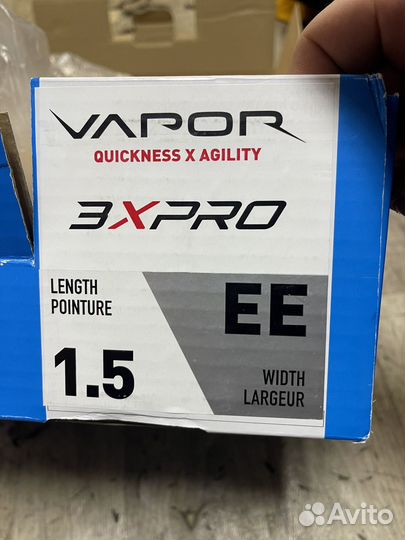 VAPOR
QUICKNESS X AGILITY
3XPRO
LENGTH
POINTURE
1.5
EE
WIDTH
LARGEUR
Avito